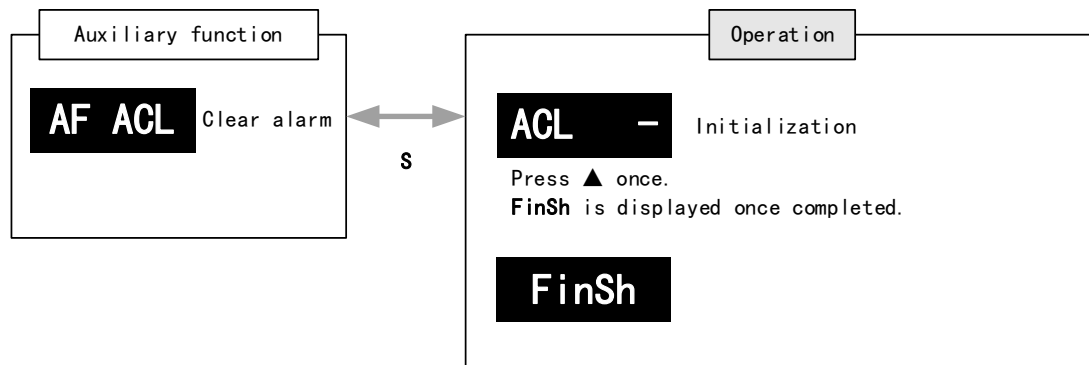 Auxiliary function
AF ACL Clear alarm
S
Operation
ACL – Initialization
Press ▲ once.
FinSh is displayed once completed.
FinSh